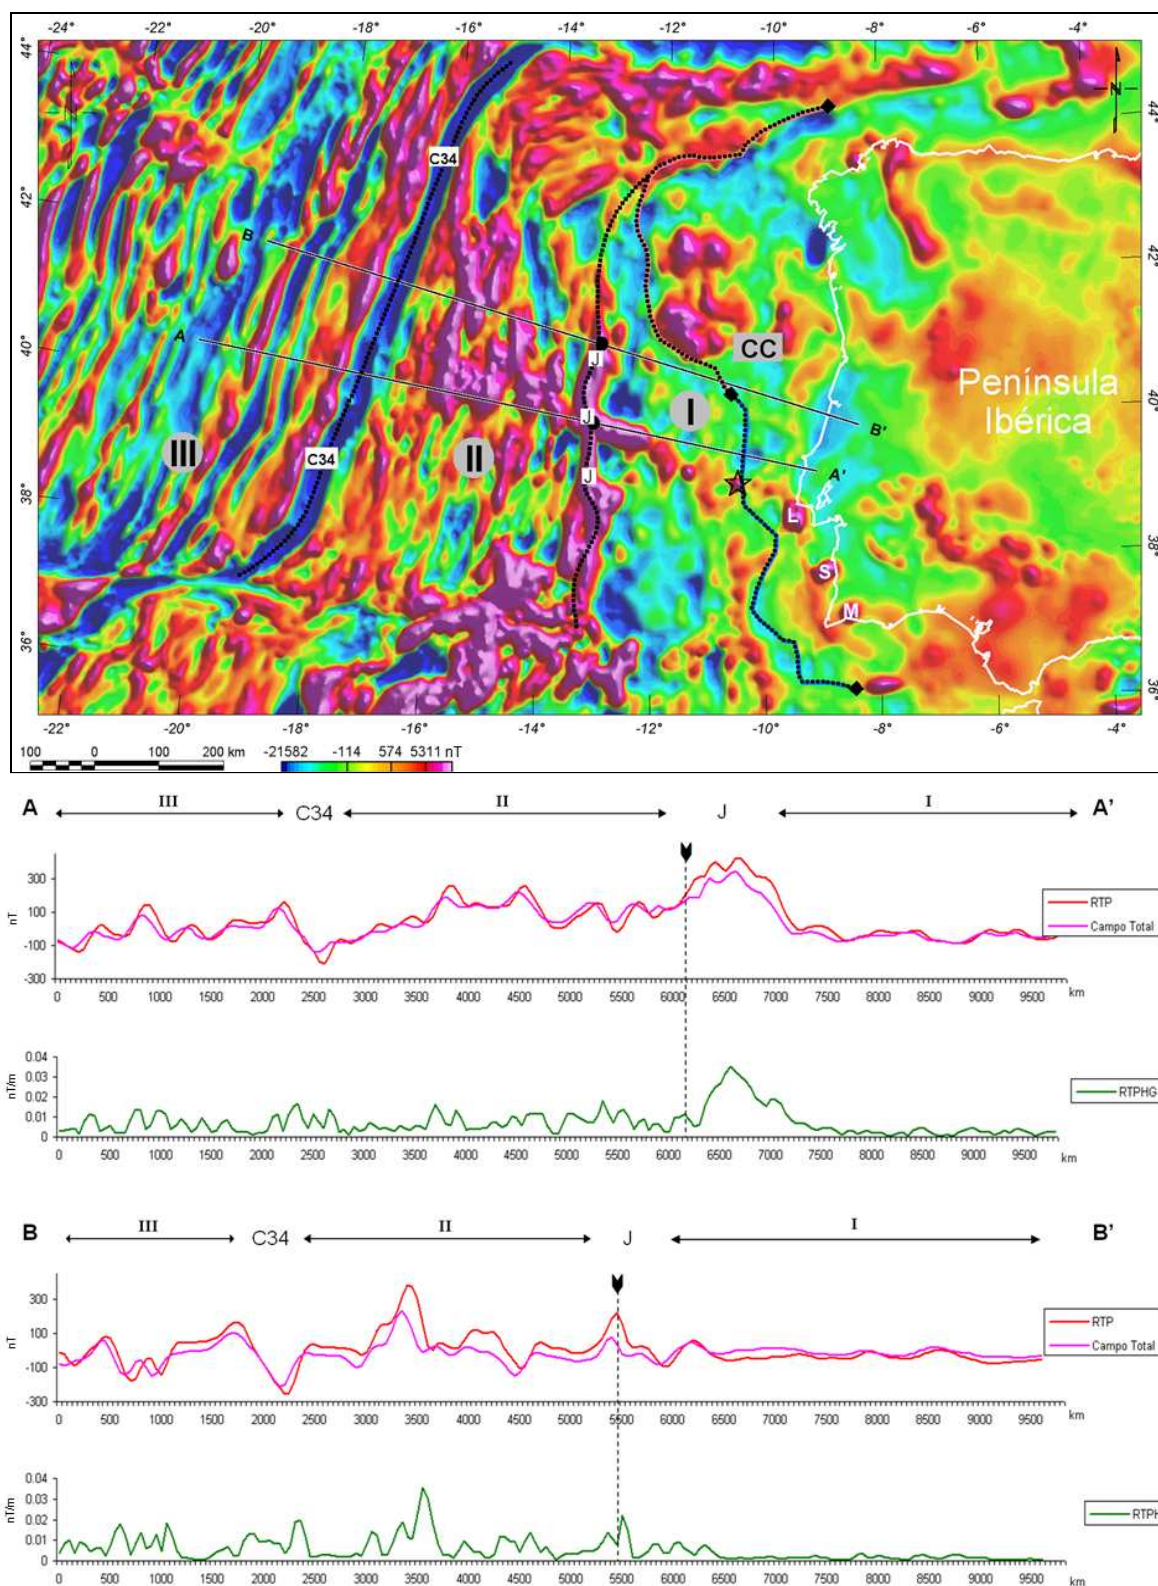 -22° -20° -18° -16° -14° -12° -10° -8° -6° -4°
44°
N
44°
C34
42°
42°
B
CC
40°
A
J
Península
Ibérica
40°
J
I
B'
III
II
C34
A'
J
38°
L
38°
S
M
36°
36°
-22° -20° -18° -16° -14° -12° -10° -8° -6° -4°
100 0 100 200 km
-21582 -114 574 5311 nT
A III C34 II J I A'
300
100
-100
-300
nT
RTP
Campo Total
0 500 1000 1500 2000 2500 3000 3500 4000 4500 5000 5500 6000 6500 7000 7500 8000 8500 9000 9500
km
0.04
0.03
0.02
0.01
0
nT/m
RTPHG
0 500 1000 1500 2000 2500 3000 3500 4000 4500 5000 5500 6000 6500 7000 7500 8000 8500 9000 9500
km
B III C34 II J I B'
300
100
-100
-300
nT
RTP
Campo Total
0 500 1000 1500 2000 2500 3000 3500 4000 4500 5000 5500 6000 6500 7000 7500 8000 8500 9000 9500
km
0.04
0.03
0.02
0.01
0
nT/m
RTPH
0 500 1000 1500 2000 2500 3000 3500 4000 4500 5000 5500 6000 6500 7000 7500 8000 8500 9000 9500
km